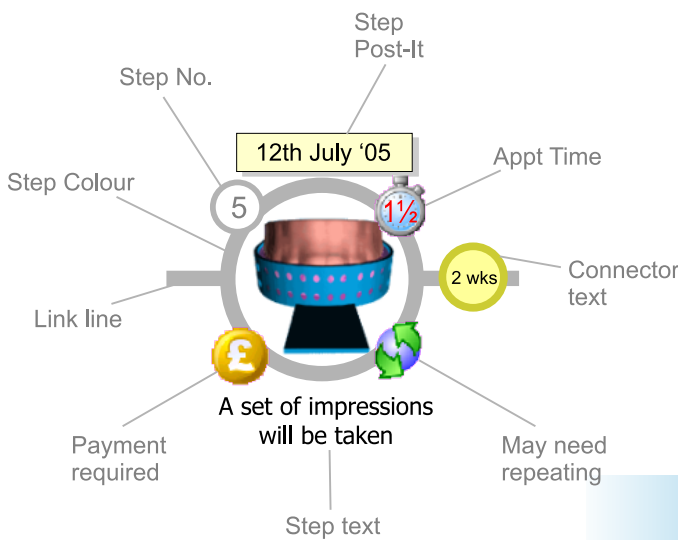 Step
Post-It
Step No.
12th July ‘05
Appt Time
Step Colour
5
1½
2 wks
Connector
text
Link line
£
A set of impressions
will be taken
Payment
required
May need
repeating
Step text